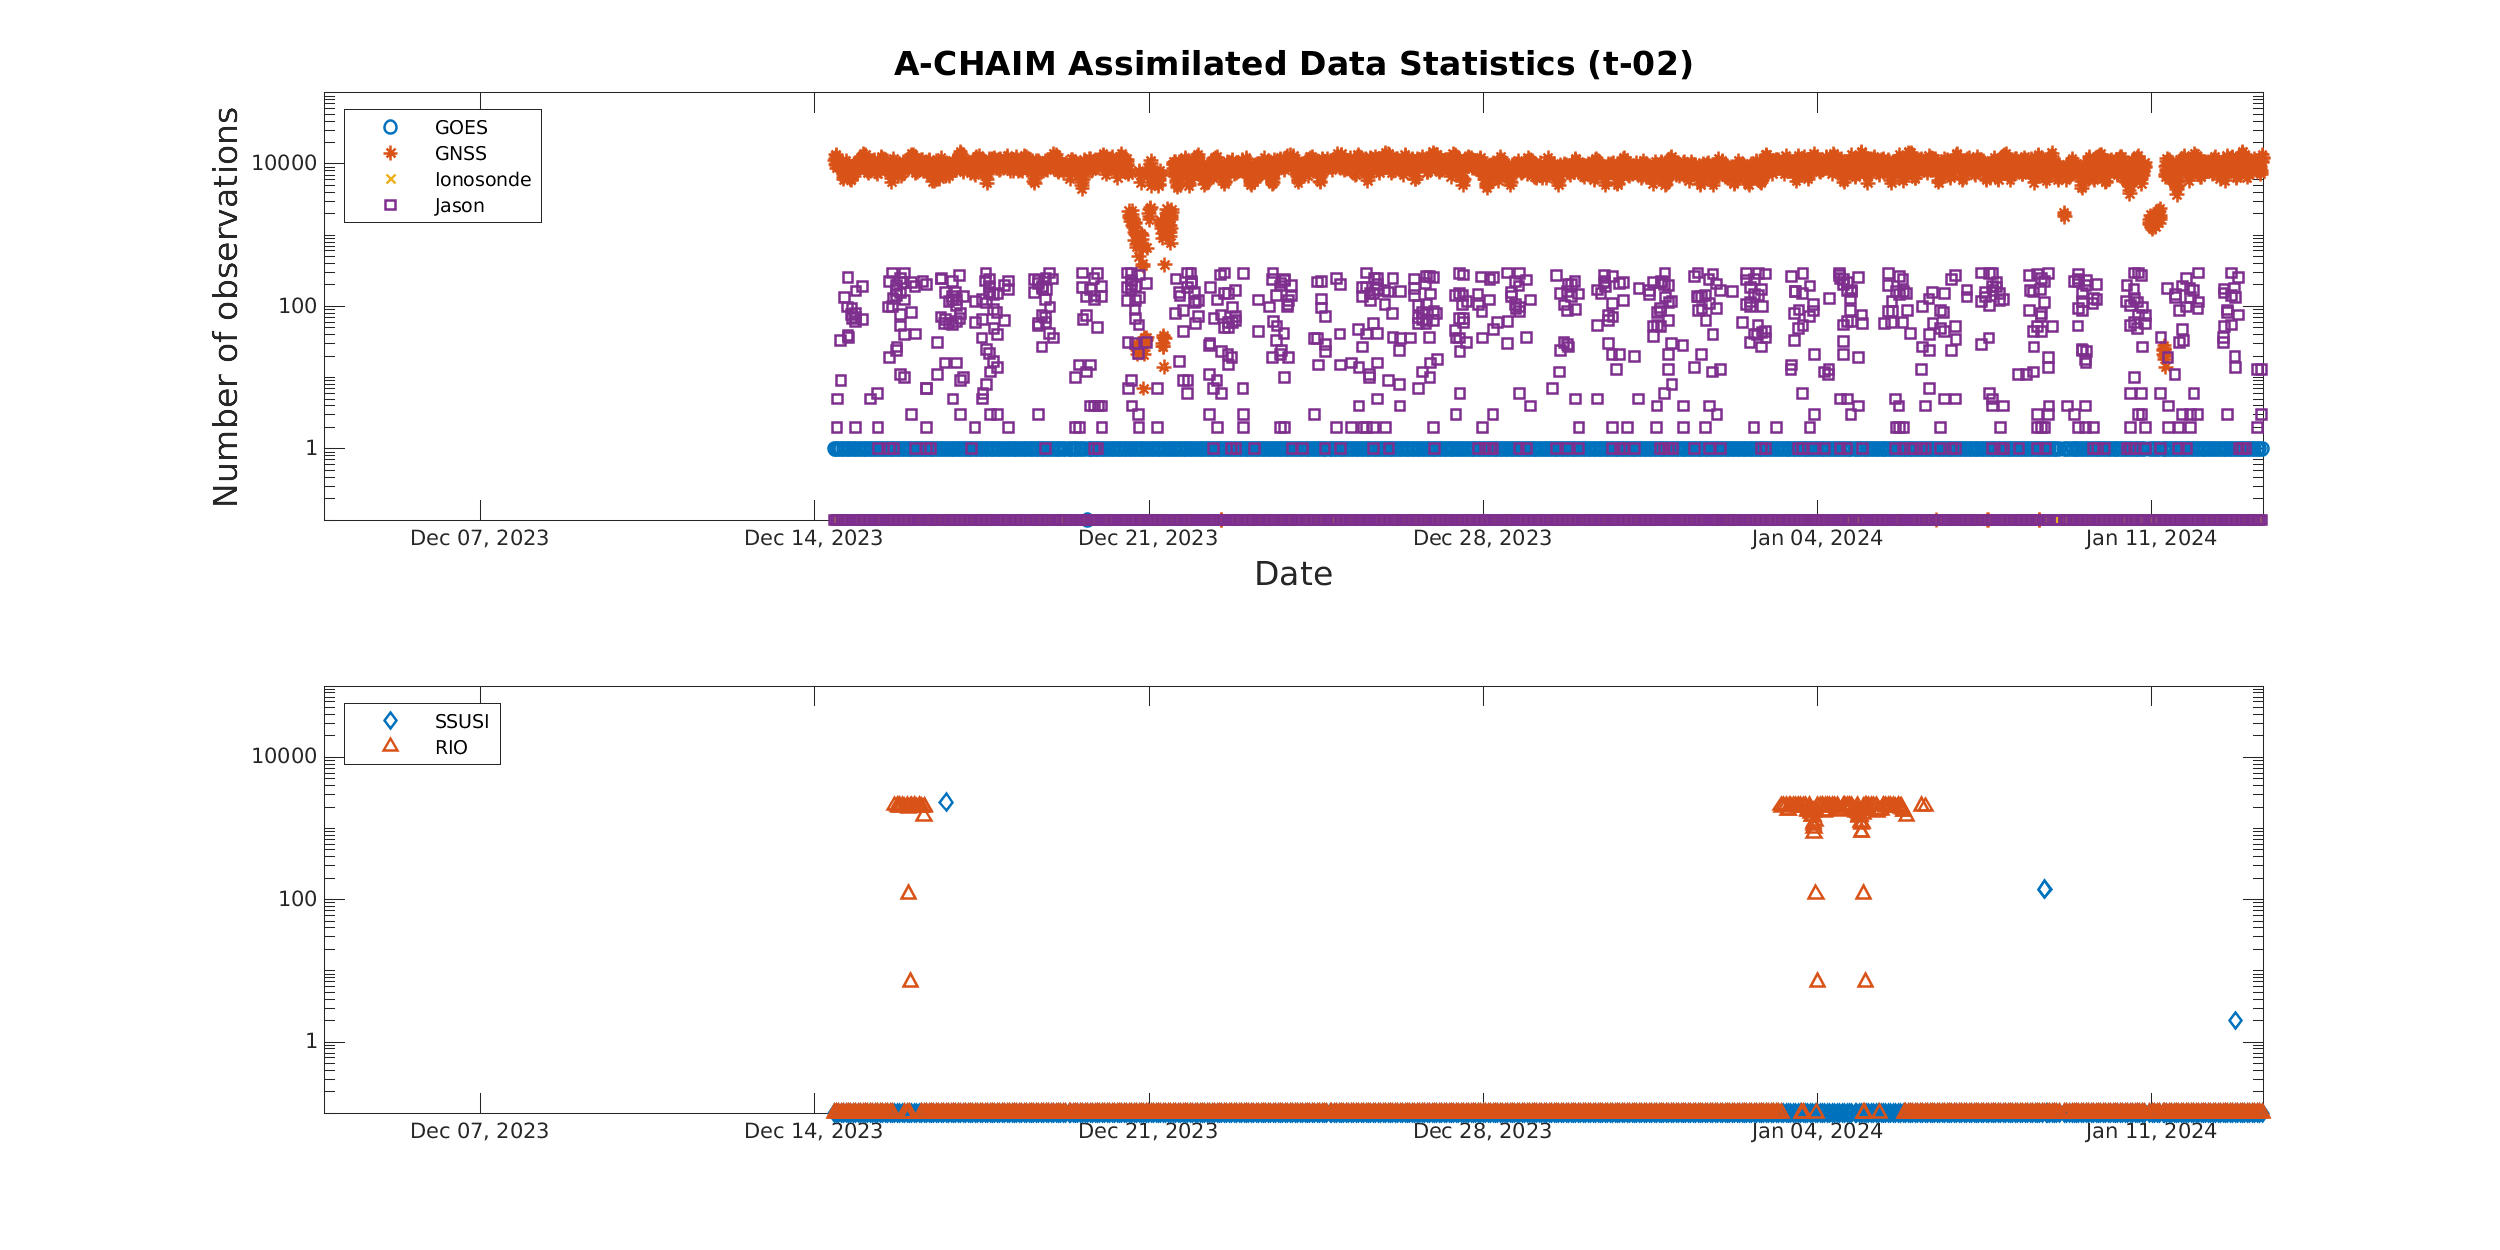 A-CHAIM Assimilated Data Statistics (t-02)
Number of observations
10000
100
1
GOES
GNSS
Ionosonde
Jason
Dec 07, 2023
Dec 14, 2023
Dec 21, 2023
Dec 28, 2023
Jan 04, 2024
Jan 11, 2024
Date
10000
100
1
SSUSI
RIO
Dec 07, 2023
Dec 14, 2023
Dec 21, 2023
Dec 28, 2023
Jan 04, 2024
Jan 11, 2024